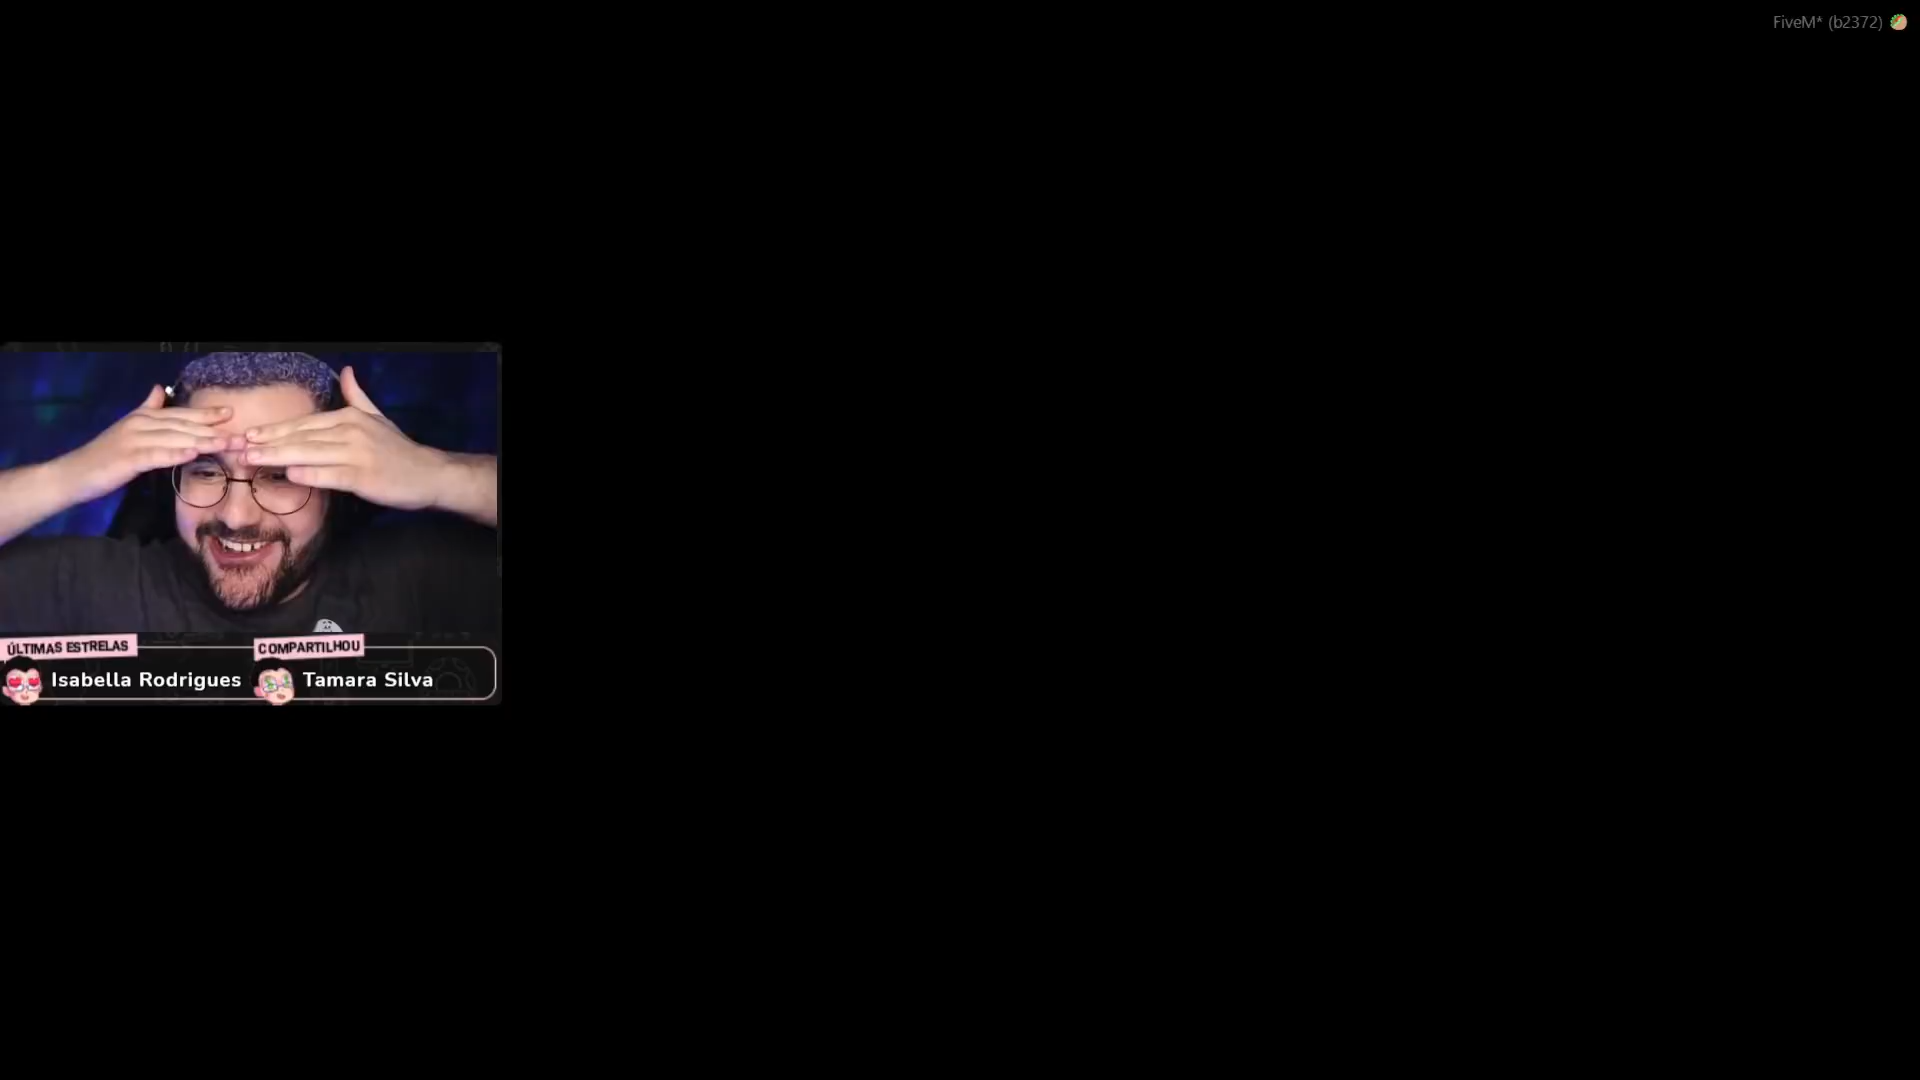 FiveM* (b2372)
ÚLTIMAS ESTRELAS
COMPARTILHOU
Isabella Rodrigues
Tamara Silva